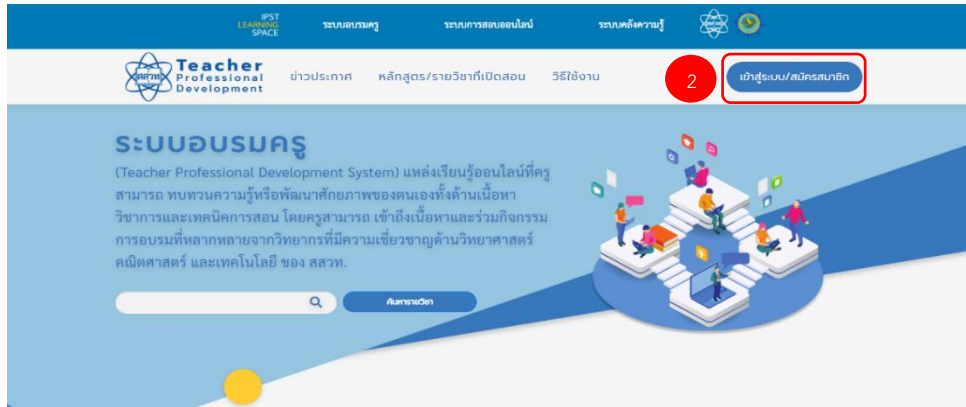 IPST
LEARNING
SPACE
ระบบอบรมครู
ระบบการสอบออนไลน์
ระบบคลังความรู้
สสวท
Teacher
Professional
Development
ข่าวประกาศ
หลักสูตร/รายวิชาที่เปิดสอน
วิธีใช้งาน
2
เข้าสู่ระบบ/สมัครสมาชิก
ระบบอบรมครู
(Teacher Professional Development System) แหล่งเรียนรู้ออนไลน์ที่ครู
สามารถ ทบทวนความรู้หรือพัฒนาศักยภาพของตนเองทั้งด้านเนื้อหา
วิชาการและเทคนิคการสอน โดยครูสามารถ เข้าถึงเนื้อหาและร่วมกิจกรรม
การอบรมที่หลากหลายจากวิทยากรที่มีความเชี่ยวชาญด้านวิทยาศาสตร์
คณิตศาสตร์ และเทคโนโลยี ของ สสวท.
ค้นหารายวิชา